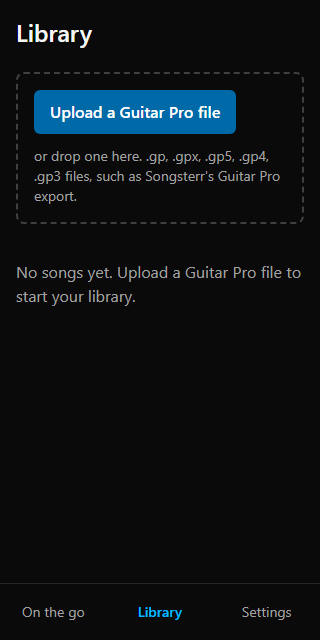 Library
Upload a Guitar Pro file
or drop one here. .gp, .gpx, .gp5, .gp4,
.gp3 files, such as Songsterr's Guitar Pro
export.
No songs yet. Upload a Guitar Pro file to
start your library.
On the go
Library
Settings